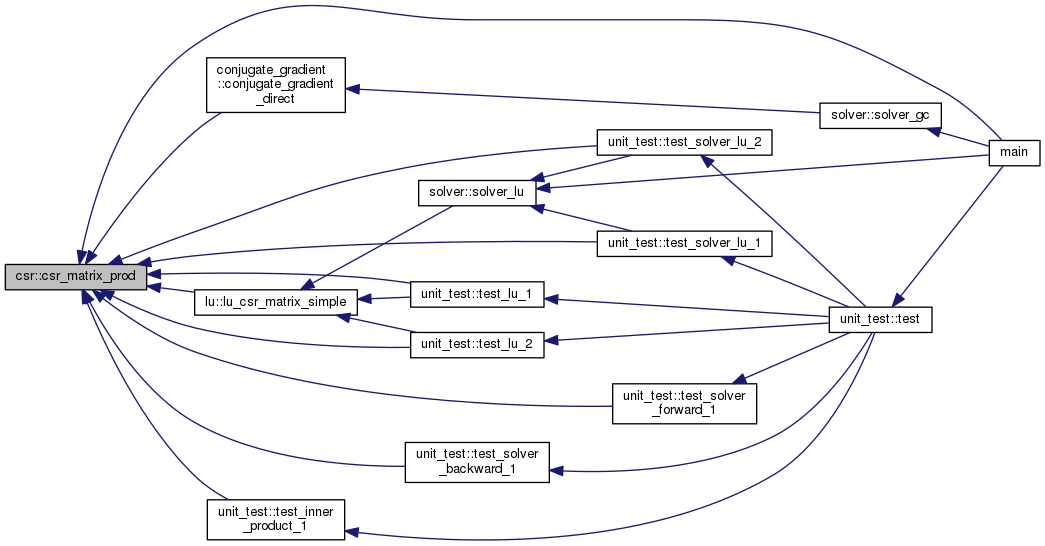 conjugate_gradient
::conjugate_gradient
_direct
solver::solver_gc
unit_test::test_solver_lu_2
main
solver::solver_lu
unit_test::test_solver_lu_1
csr::csr_matrix_prod
lu::lu_csr_matrix_simple
unit_test::test_lu_1
unit_test::test
unit_test::test_lu_2
unit_test::test_solver
_forward_1
unit_test::test_solver
_backward_1
unit_test::test_inner
_product_1